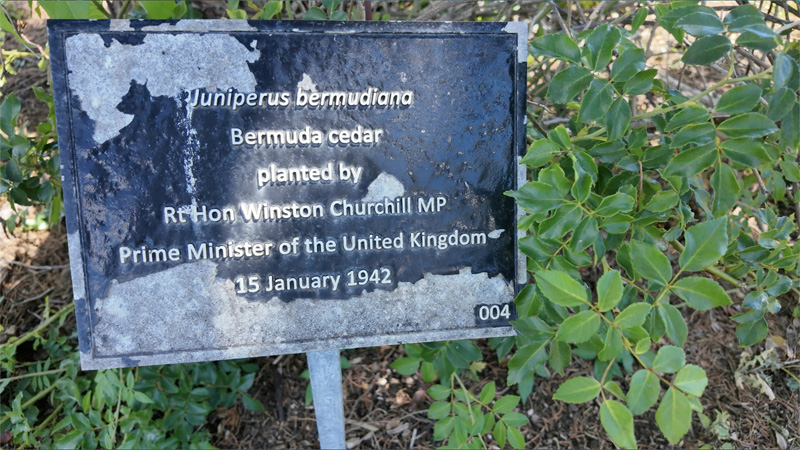 Juniperus bermudiana
Bermuda cedar
planted by
Rt Hon Winston Churchill MP
Prime Minister of the United Kingdom
15 January 1942
004